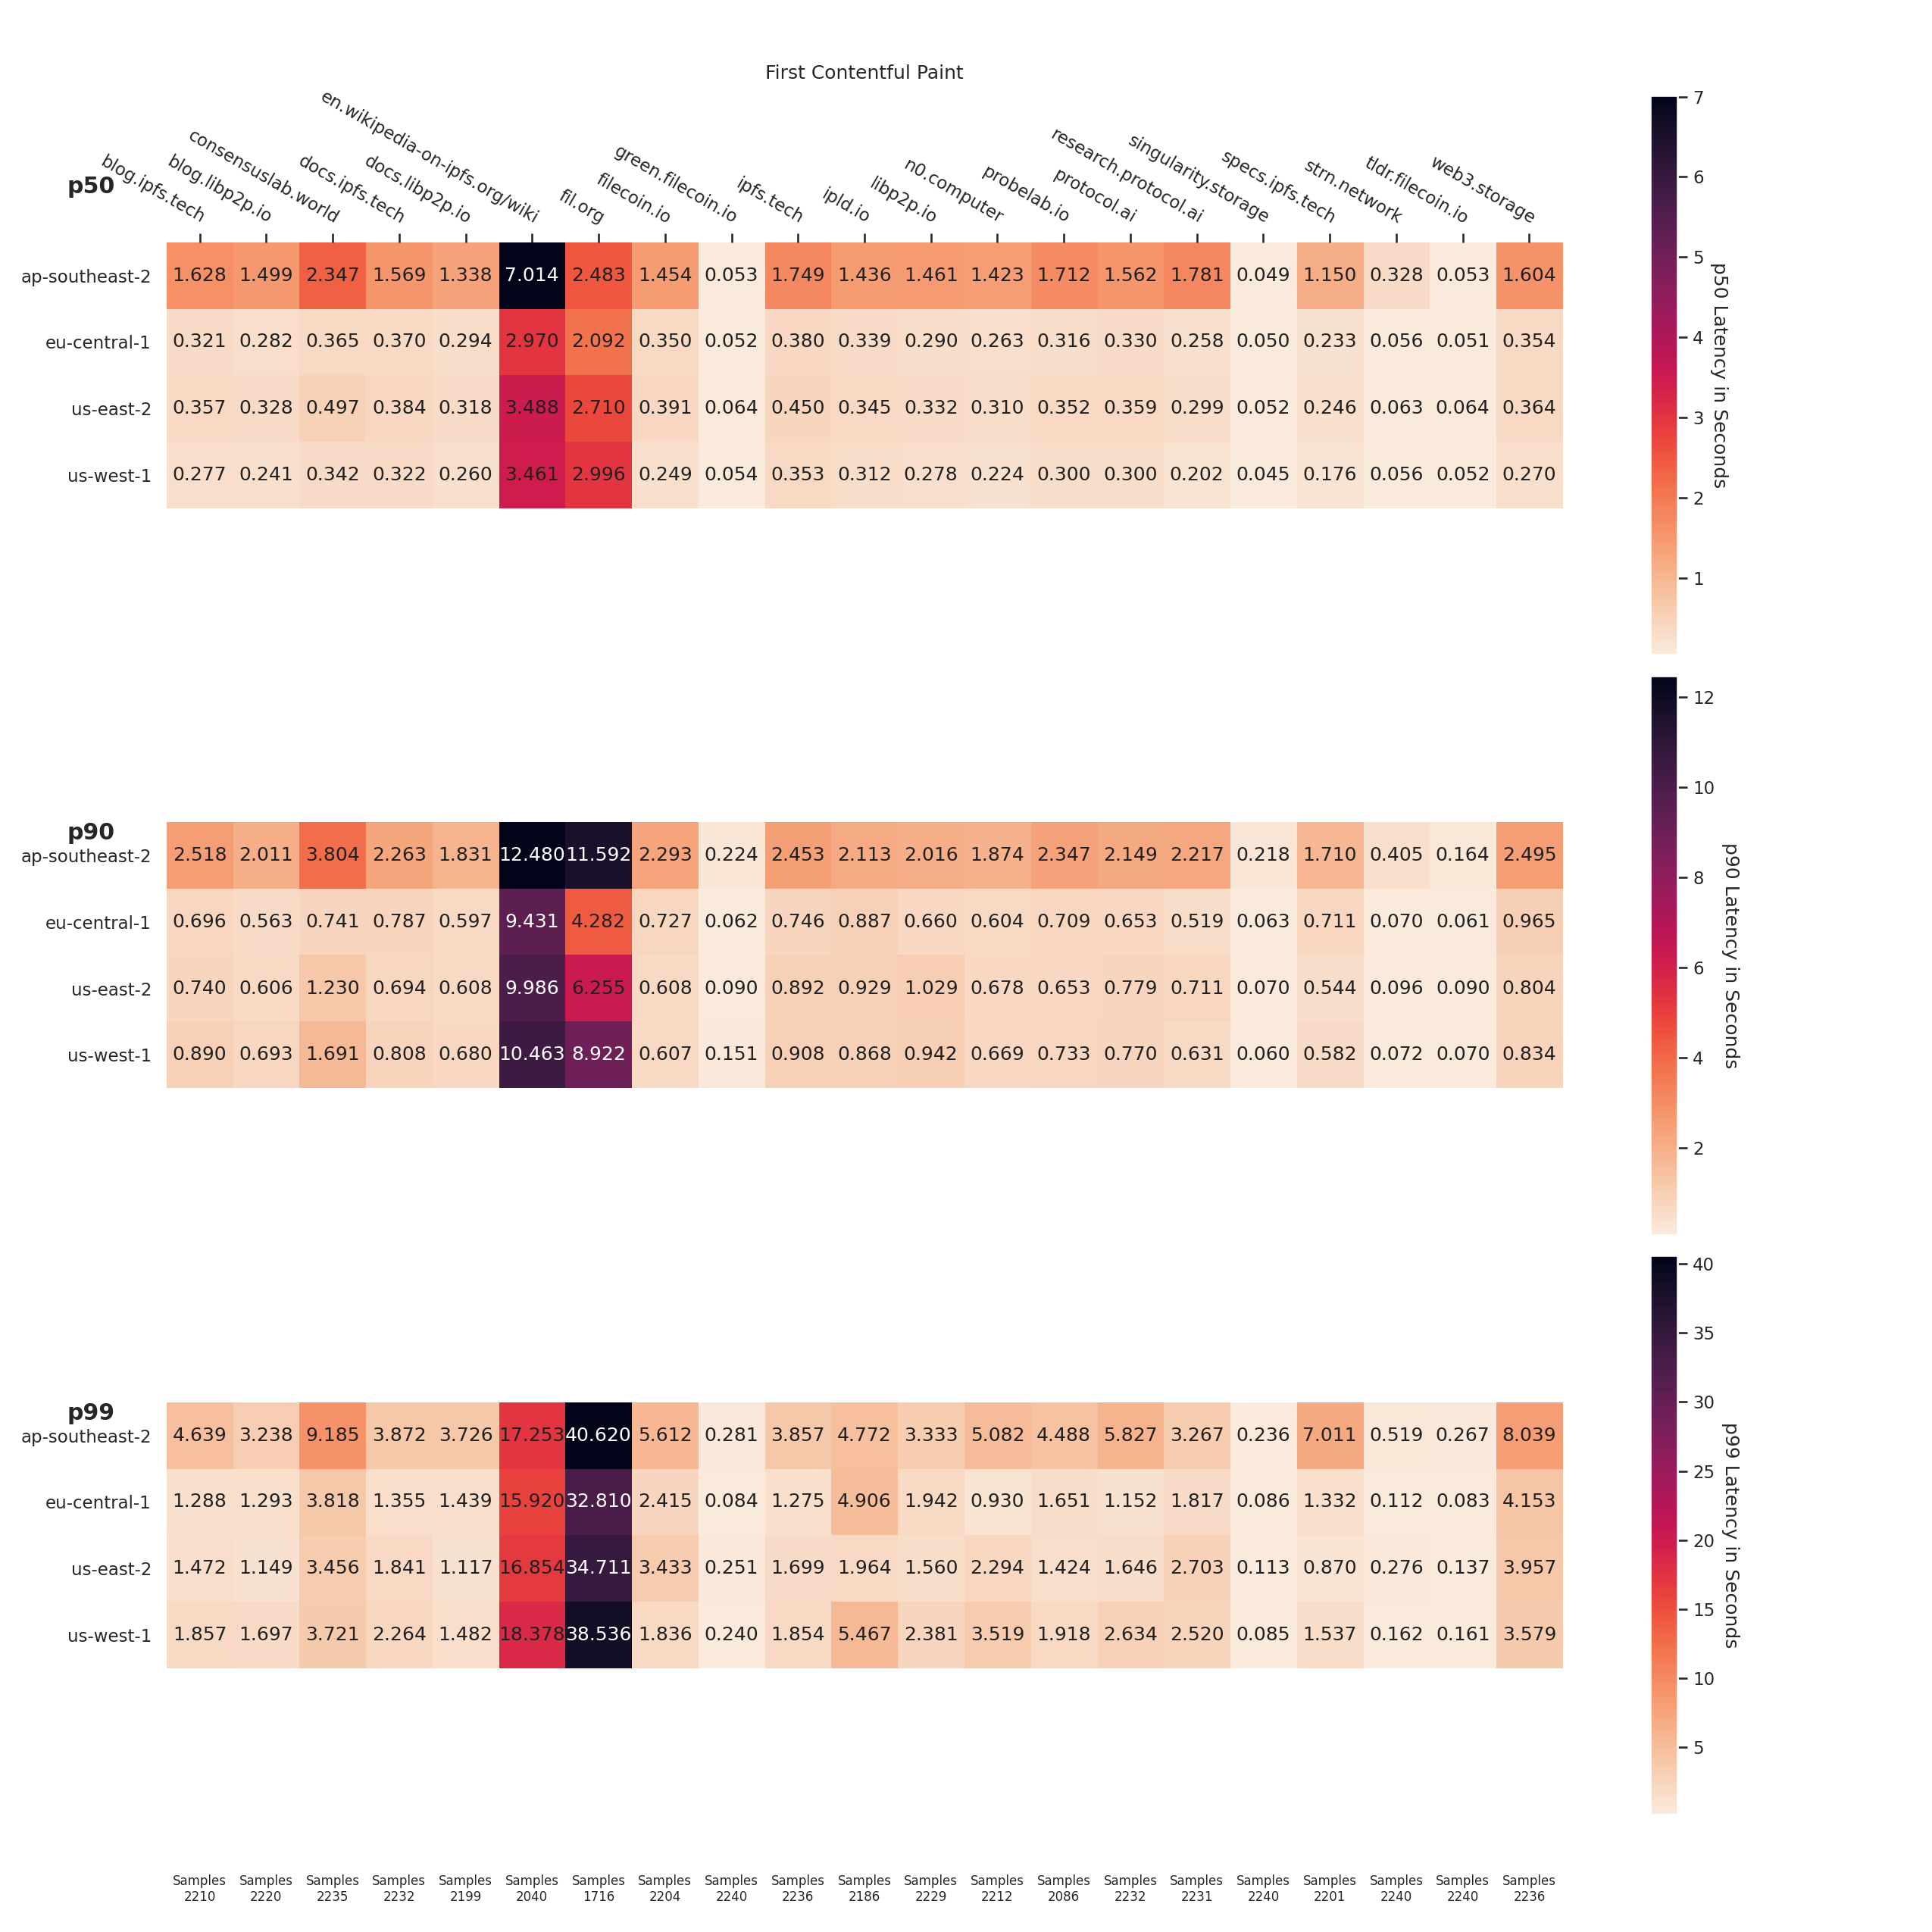 First Contentful Paint
p50
blog.ipfs.tech
blog.libp2p.io
consensuslab.world
docs.ipfs.tech
docs.libp2p.io
en.wikipedia-on-ipfs.org/wiki
fil.org
filecoin.io
green.filecoin.io
ipfs.tech
ipld.io
libp2p.io
n0.computer
probelab.io
protocol.ai
research.protocol.ai
singularity.storage
specs.ipfs.tech
strn.network
tldr.filecoin.io
web3.storage
ap-southeast-2 1.628 1.499 2.347 1.569 1.338 7.014 2.483 1.454 0.053 1.749 1.436 1.461 1.423 1.712 1.562 1.781 0.049 1.150 0.328 0.053 1.604
eu-central-1 0.321 0.282 0.365 0.370 0.294 2.970 2.092 0.350 0.052 0.380 0.339 0.290 0.263 0.316 0.330 0.258 0.050 0.233 0.056 0.051 0.354
us-east-2 0.357 0.328 0.497 0.384 0.318 3.488 2.710 0.391 0.064 0.450 0.345 0.332 0.310 0.352 0.359 0.299 0.052 0.246 0.063 0.064 0.364
us-west-1 0.277 0.241 0.342 0.322 0.260 3.461 2.996 0.249 0.054 0.353 0.312 0.278 0.224 0.300 0.300 0.202 0.045 0.176 0.056 0.052 0.270
7
6
5
4
3
2
1
p50 Latency in Seconds
p90
ap-southeast-2 2.518 2.011 3.804 2.263 1.831 12.480 11.592 2.293 0.224 2.453 2.113 2.016 1.874 2.347 2.149 2.217 0.218 1.710 0.405 0.164 2.495
eu-central-1 0.696 0.563 0.741 0.787 0.597 9.431 4.282 0.727 0.062 0.746 0.887 0.660 0.604 0.709 0.653 0.519 0.063 0.711 0.070 0.061 0.965
us-east-2 0.740 0.606 1.230 0.694 0.608 9.986 6.255 0.608 0.090 0.892 0.929 1.029 0.678 0.653 0.779 0.711 0.070 0.544 0.096 0.090 0.804
us-west-1 0.890 0.693 1.691 0.808 0.680 10.463 8.922 0.607 0.151 0.908 0.868 0.942 0.669 0.733 0.770 0.631 0.060 0.582 0.072 0.070 0.834
12
10
8
6
4
2
p90 Latency in Seconds
p99
ap-southeast-2 4.639 3.238 9.185 3.872 3.726 17.253 40.620 5.612 0.281 3.857 4.772 3.333 5.082 4.488 5.827 3.267 0.236 7.011 0.519 0.267 8.039
eu-central-1 1.288 1.293 3.818 1.355 1.439 15.920 32.810 2.415 0.084 1.275 4.906 1.942 0.930 1.651 1.152 1.817 0.086 1.332 0.112 0.083 4.153
us-east-2 1.472 1.149 3.456 1.841 1.117 16.854 34.711 3.433 0.251 1.699 1.964 1.560 2.294 1.424 1.646 2.703 0.113 0.870 0.276 0.137 3.957
us-west-1 1.857 1.697 3.721 2.264 1.482 18.378 38.536 1.836 0.240 1.854 5.467 2.381 3.519 1.918 2.634 2.520 0.085 1.537 0.162 0.161 3.579
40
35
30
25
20
15
10
5
p99 Latency in Seconds
Samples Samples Samples Samples Samples Samples Samples Samples Samples Samples Samples Samples Samples Samples Samples Samples Samples Samples Samples Samples Samples
2210 2220 2235 2232 2199 2040 1716 2204 2240 2236 2186 2229 2212 2086 2232 2231 2240 2201 2240 2240 2236